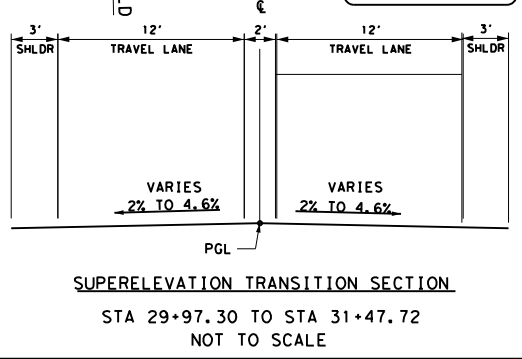 LD
℄
3' 12' 2' 12' 3'
SHLDR TRAVEL LANE TRAVEL LANE SHLDR
VARIES VARIES
2% TO 4.6% 2% TO 4.6%
PGL
SUPERELEVATION TRANSITION SECTION
STA 29+97.30 TO STA 31+47.72
NOT TO SCALE